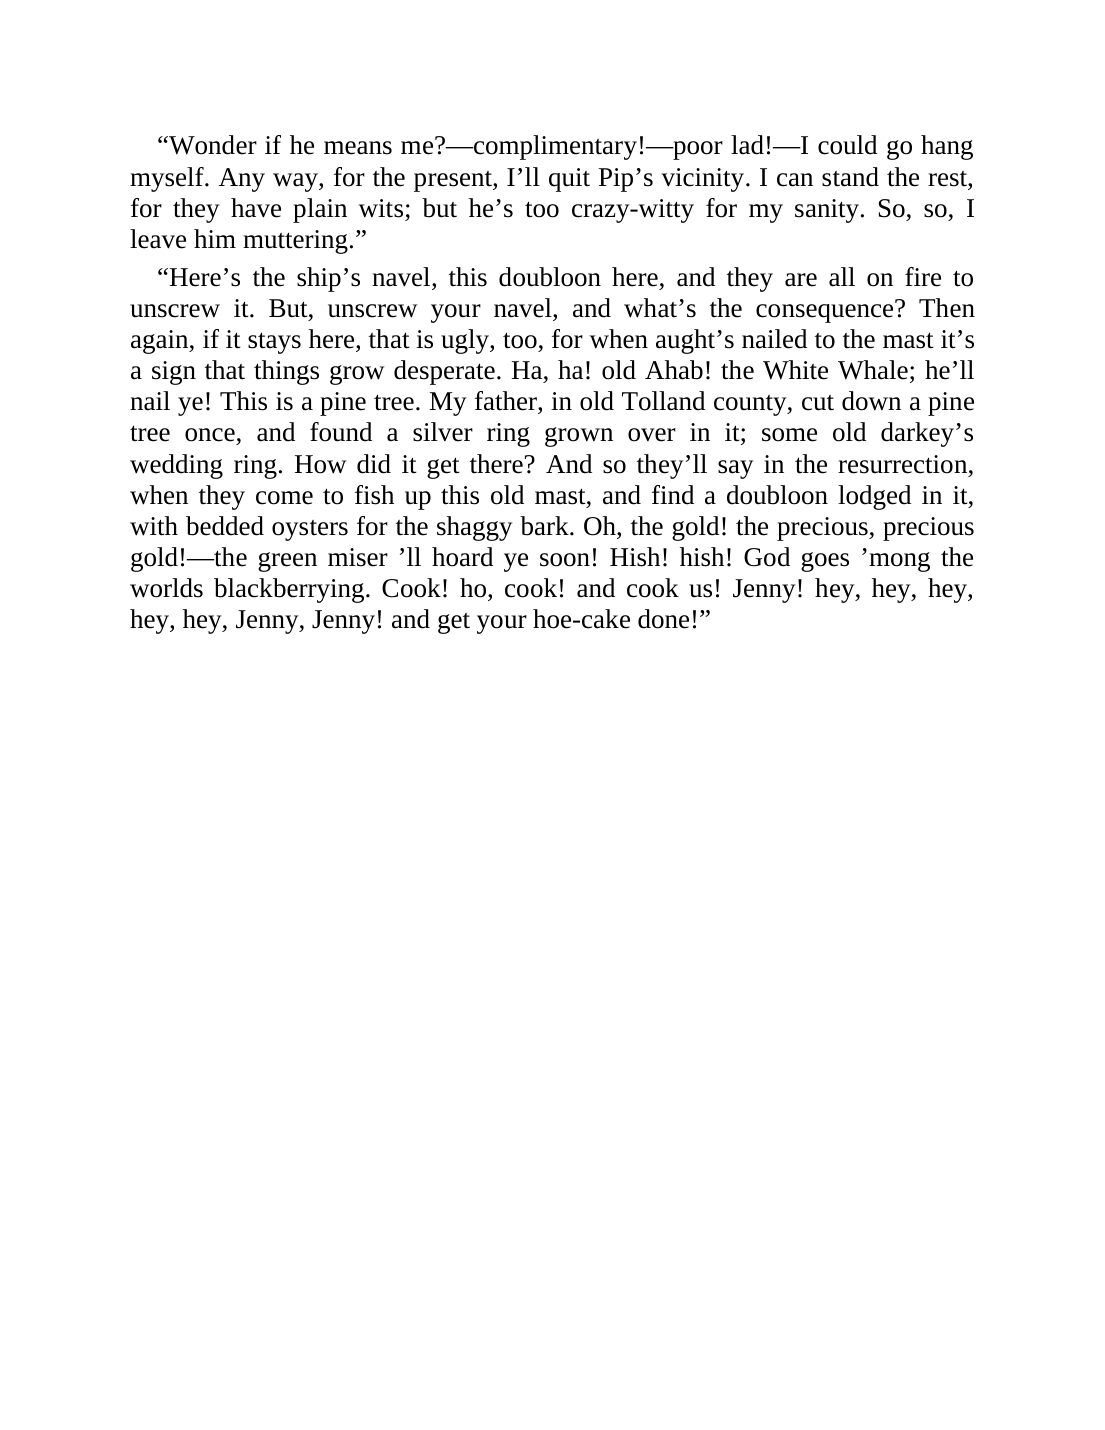 “Wonder if he means me?—complimentary!—poor lad!—I could go hang
myself. Any way, for the present, I’ll quit Pip’s vicinity. I can stand the rest,
for they have plain wits; but he’s too crazy-witty for my sanity. So, so, I
leave him muttering.”
“Here’s the ship’s navel, this doubloon here, and they are all on fire to
unscrew it. But, unscrew your navel, and what’s the consequence? Then
again, if it stays here, that is ugly, too, for when aught’s nailed to the mast it’s
a sign that things grow desperate. Ha, ha! old Ahab! the White Whale; he’ll
nail ye! This is a pine tree. My father, in old Tolland county, cut down a pine
tree once, and found a silver ring grown over in it; some old darkey’s
wedding ring. How did it get there? And so they’ll say in the resurrection,
when they come to fish up this old mast, and find a doubloon lodged in it,
with bedded oysters for the shaggy bark. Oh, the gold! the precious, precious
gold!—the green miser ’ll hoard ye soon! Hish! hish! God goes ’mong the
worlds blackberrying. Cook! ho, cook! and cook us! Jenny! hey, hey, hey,
hey, hey, Jenny, Jenny! and get your hoe-cake done!”